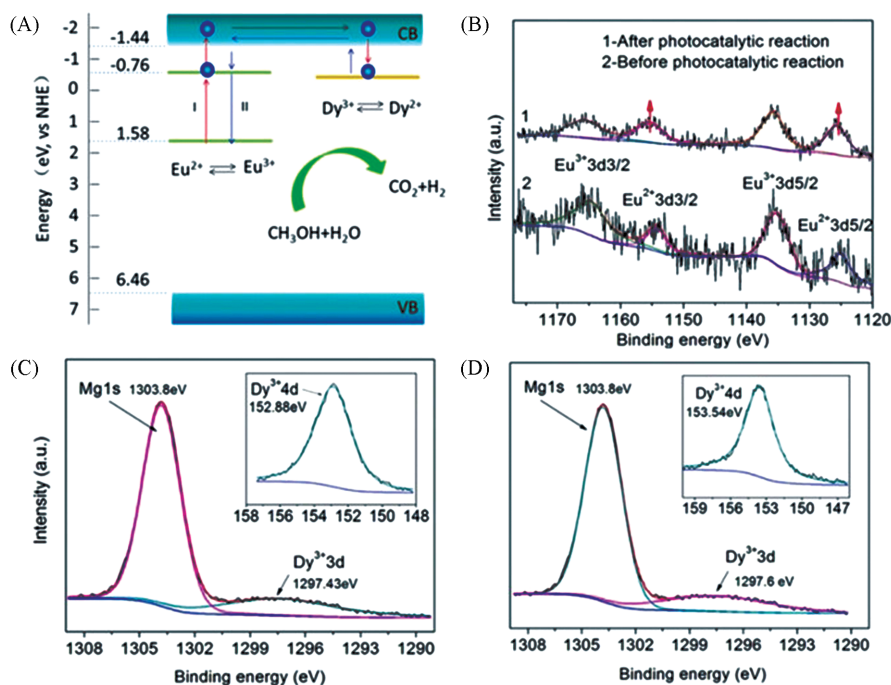 (A)
-2
-1.44
CB
-1
-0.76
0
I
II
Dy³⁺ ⇌ Dy²⁺
1
1.58
2
Eu²⁺ ⇌ Eu³⁺
3
CO₂+H₂
4
CH₃OH+H₂O
5
6
6.46
7
VB
Energy (eV, vs NHE)
(B)
1-After photocatalytic reaction
2-Before photocatalytic reaction
1
Eu³⁺3d3/2
Eu³⁺3d5/2
2
Eu²⁺3d3/2
Eu²⁺3d5/2
Intensity (a.u.)
1170 1160 1150 1140 1130 1120
Binding energy (eV)
(C)
Mg1s 1303.8eV
Dy³⁺4d
152.88eV
158 156 154 152 150 148
Dy³⁺3d
1297.43eV
Intensity (a.u.)
1308 1305 1302 1299 1296 1293 1290
Binding energy (eV)
(D)
Mg1s 1303.8eV
Dy³⁺4d
153.54eV
159 156 153 150 147
Dy³⁺3d
1297.6 eV
Intensity (a.u.)
1308 1305 1302 1299 1296 1293 1290
Binding energy (eV)